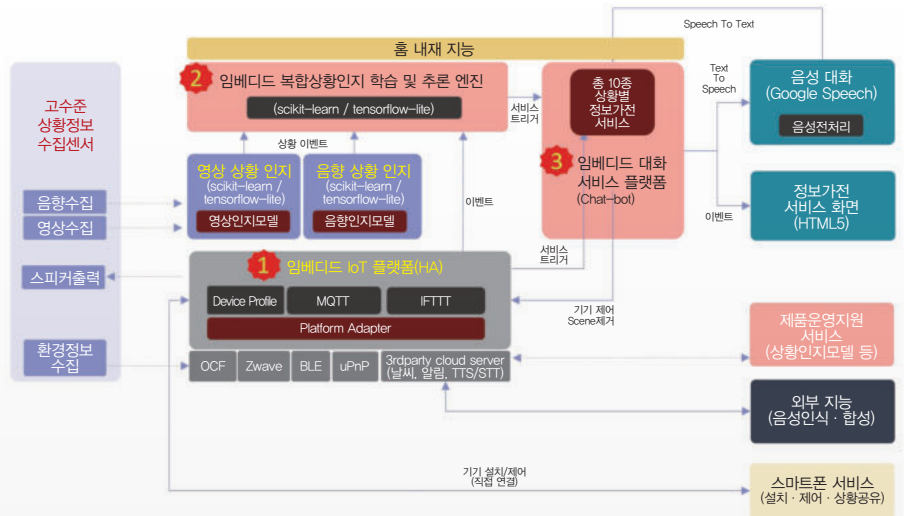 Speech To Text
홈 내재 지능
고수준
상황정보
수집센서
음향수집
영상수집
스피커출력
환경정보
수집
2
임베디드 복합상황인지 학습 및 추론 엔진
(scikit-learn / tensorflow-lite)
서비스
트리거
상황 이벤트
영상 상황 인지
(scikit-learn /
tensorflow-lite)
영상인지모델
음향 상황 인지
(scikit-learn /
tensorflow-lite)
음향인지모델
이벤트
총 10종
상황별
정보가전
서비스
3
임베디드 대화
서비스 플랫폼
(Chat-bot)
Text
To
Speech
음성 대화
(Google Speech)
음성전처리
이벤트
정보가전
서비스 화면
(HTML5)
서비스
트리거
1
임베디드 IoT 플랫폼(HA)
Device Profile
MQTT
IFTTT
Platform Adapter
OCF
Zwave
BLE
uPnP
3rdparty cloud server
(날씨, 알림, TTS/STT)
기기 제어
Scene제거
제품운영지원
서비스
(상황인지모델 등)
외부 지능
(음성인식 · 합성)
기기 설치/제어
(직접 연결)
스마트폰 서비스
(설치 · 제어 · 상황공유)